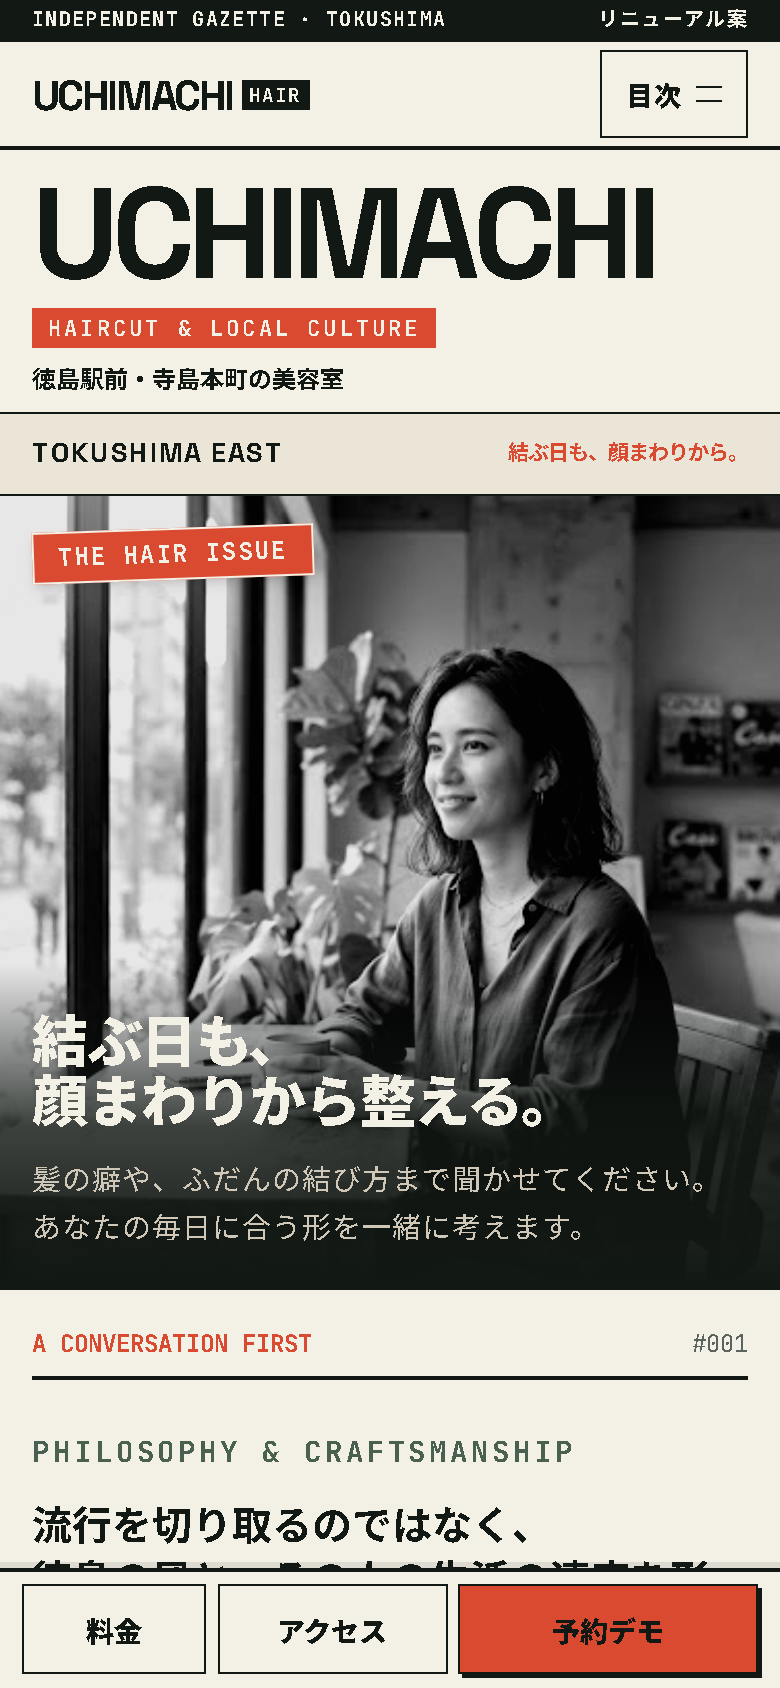 INDEPENDENT GAZETTE · TOKUSHIMA
リニューアル案
UCHIMACHI HAIR
目次
UCHIMACHI
HAIRCUT & LOCAL CULTURE
徳島駅前・寺島本町の美容室
TOKUSHIMA EAST
結ぶ日も、顔まわりから。
THE HAIR ISSUE
結ぶ日も、
顔まわりから整える。
髪の癖や、ふだんの結び方まで聞かせてください。
あなたの毎日に合う形を一緒に考えます。
A CONVERSATION FIRST
#001
PHILOSOPHY & CRAFTSMANSHIP
流行を切り取るのではなく、
料金
アクセス
予約デモ